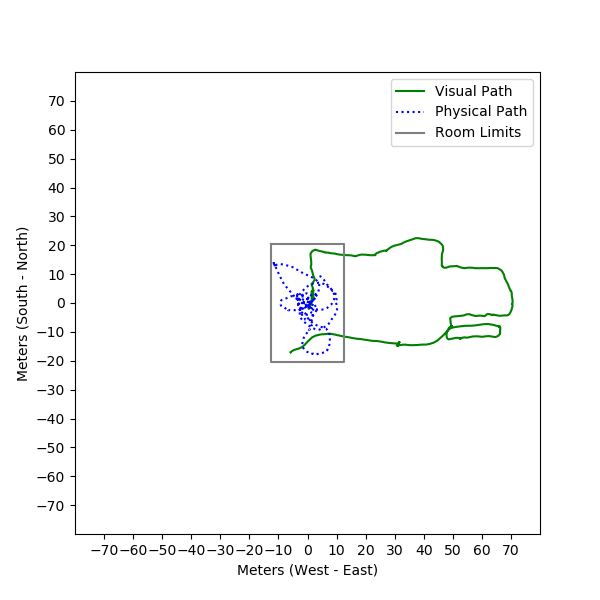 Visual Path
Physical Path
Room Limits
Meters (South - North)
70
60
50
40
30
20
10
0
−10
−20
−30
−40
−50
−60
−70
−70 −60 −50 −40 −30 −20 −10 0 10 20 30 40 50 60 70
Meters (West - East)